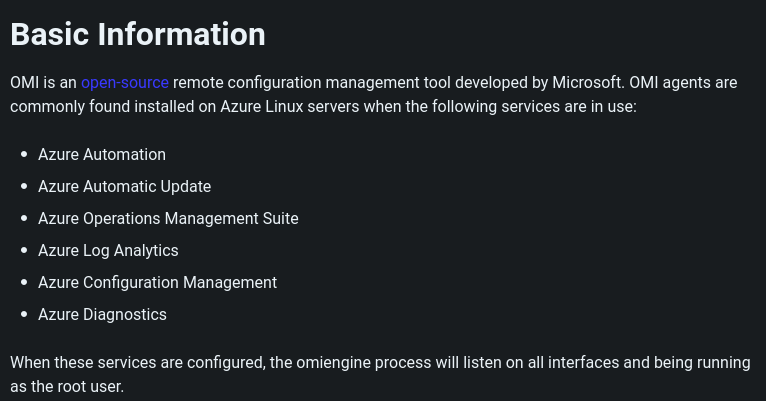 Basic Information
OMI is an open-source remote configuration management tool developed by Microsoft. OMI agents are
commonly found installed on Azure Linux servers when the following services are in use:
• Azure Automation
• Azure Automatic Update
• Azure Operations Management Suite
• Azure Log Analytics
• Azure Configuration Management
• Azure Diagnostics
When these services are configured, the omiengine process will listen on all interfaces and being running
as the root user.